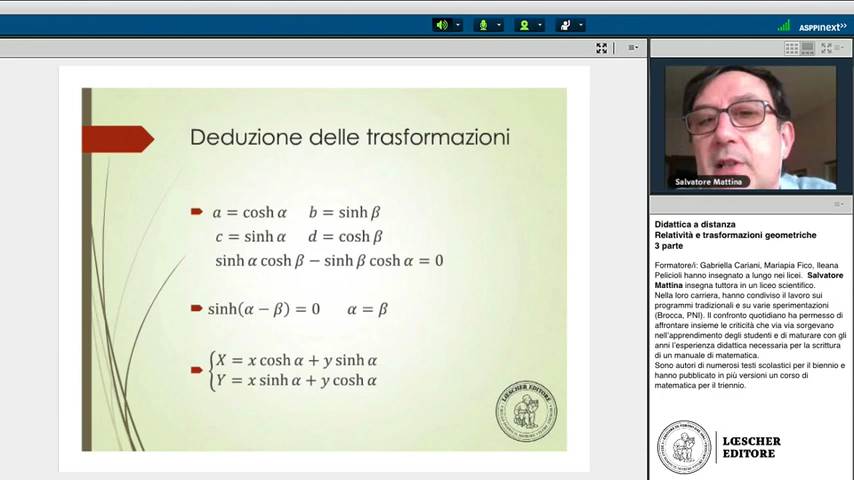 ASPPInext>>
Deduzione delle trasformazioni
a = cosh α b = sinh β
c = sinh α d = cosh β
sinh α cosh β − sinh β cosh α = 0
sinh(α − β) = 0 α = β
{X = x cosh α + y sinh α
Y = x sinh α + y cosh α
LŒSCHER EDITORE
Salvatore Mattina
Didattica a distanza
Relatività e trasformazioni geometriche
3 parte
Formatore/i: Gabriella Cariani, Mariapia Fico, Ileana
Pelicioli hanno insegnato a lungo nei licei. Salvatore
Mattina insegna tuttora in un liceo scientifico.
Nella loro carriera, hanno condiviso il lavoro sui
programmi tradizionali e su varie sperimentazioni
(Brocca, PNI). Il confronto quotidiano ha permesso di
affrontare insieme le criticità che via via sorgevano
nell'apprendimento degli studenti e di maturare con gli
anni l'esperienza didattica necessaria per la scrittura
di un manuale di matematica.
Sono autori di numerosi testi scolastici per il biennio e
hanno pubblicato in più versioni un corso di
matematica per il triennio.
LŒSCHER
EDITORE